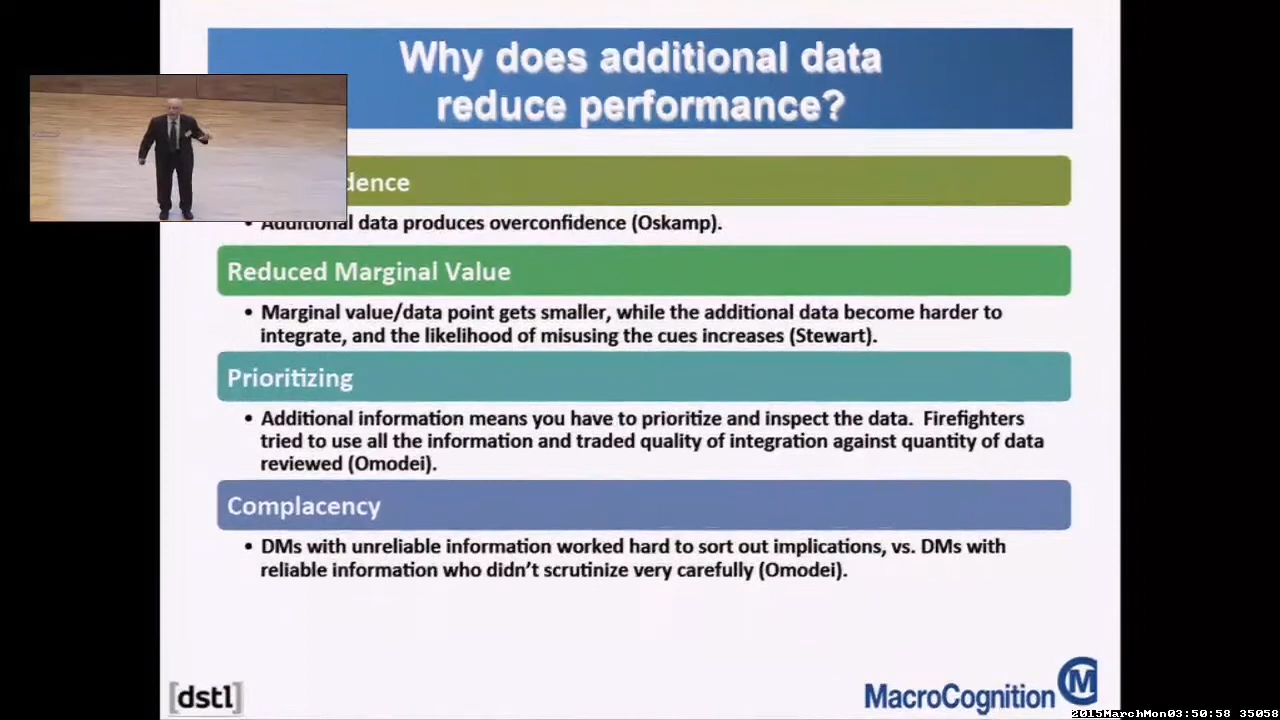 Why does additional data
reduce performance?
dence
• Additional data produces overconfidence (Oskamp).
Reduced Marginal Value
• Marginal value/data point gets smaller, while the additional data become harder to
integrate, and the likelihood of misusing the cues increases (Stewart).
Prioritizing
• Additional information means you have to prioritize and inspect the data.  Firefighters
tried to use all the information and traded quality of integration against quantity of data
reviewed (Omodei).
Complacency
• DMs with unreliable information worked hard to sort out implications, vs. DMs with
reliable information who didn’t scrutinize very carefully (Omodei).
[dstl]
MacroCognition M
2015MarchMon03:50:58 35058